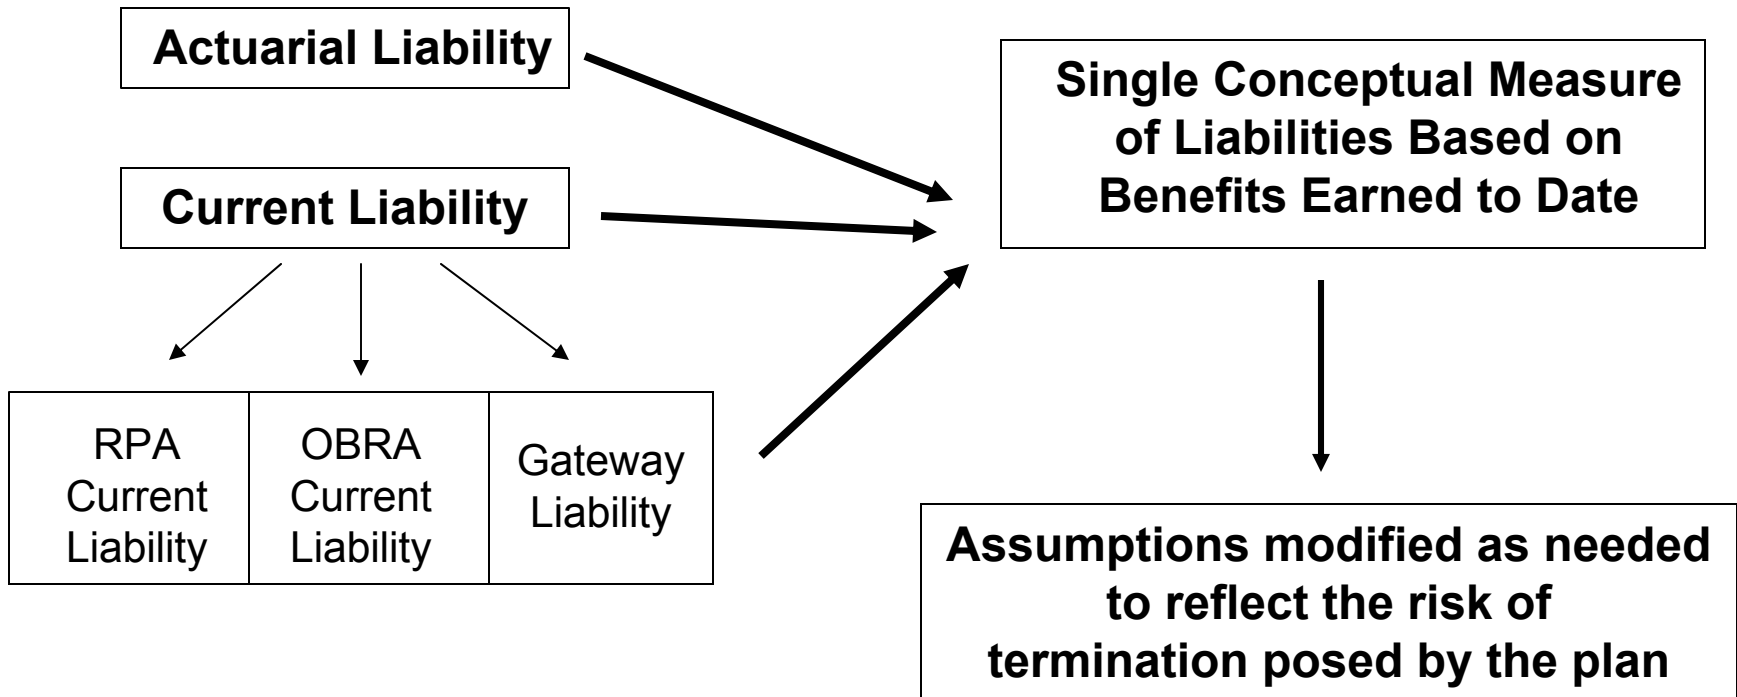 Actuarial Liability
Single Conceptual Measure
of Liabilities Based on
Benefits Earned to Date
Current Liability
RPA
Current
Liability
OBRA
Current
Liability
Gateway
Liability
Assumptions modified as needed
to reflect the risk of
termination posed by the plan